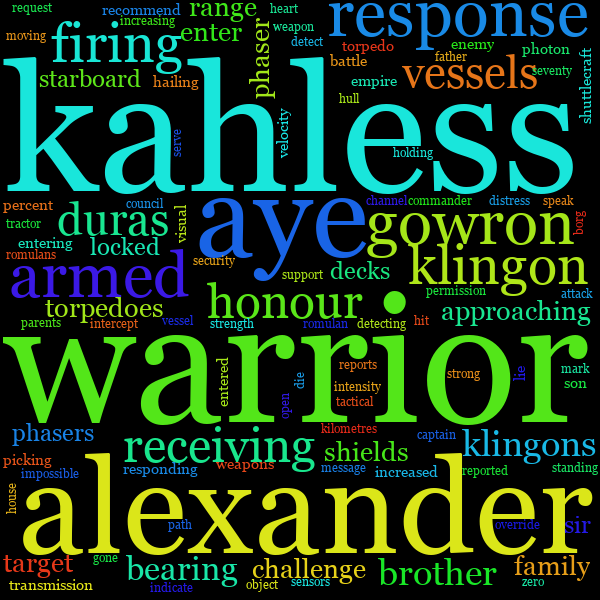 request
recommend
range
heart
response
increasing
weapon
moving
firing
enter
phaser
detect
torpedo
enemy
photon
father
battle
vessels
seventy
shuttlecraft
starboard
hailing
empire
hull
kahless
velocity
serve
holding
percent
council
aye
channel
commander
distress
speak
borg
tractor
duras
visual
gowron
entering
locked
romulans
security
klingon
armed
support
decks
permission
attack
torpedoes
honour
approaching
parents
intercept
vessel
strength
romulan
detecting
hit
warrior
entered
reports
die
intensity
strong
lie
mark
son
open
tactical
phasers
kilometres
captain
receiving
shields
klingons
picking
impossible
responding
weapons
message
increased
reported
standing
house
alexander
path
override
sir
target
gone
bearing
challenge
brother
family
transmission
indicate
object
sensors
zero